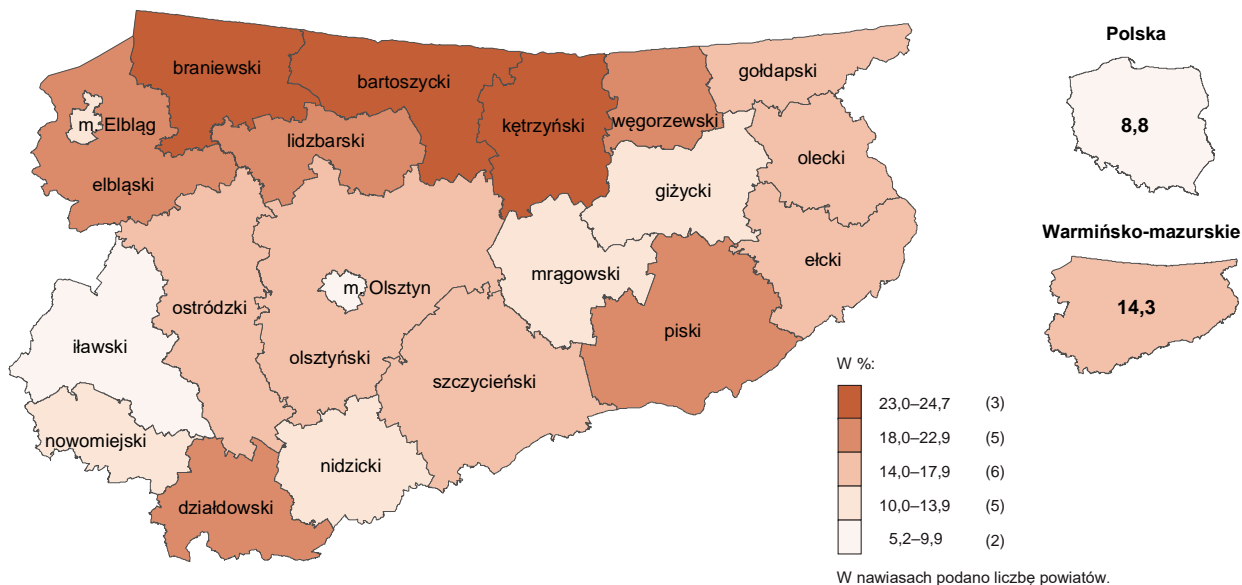 Polska
8,8
Warmińsko-mazurskie
14,3
braniewski
bartoszycki
gołdapski
kętrzyński
węgorzewski
m. Elbląg
lidzbarski
olecki
elbląski
giżycki
ełcki
mrągowski
m. Olsztyn
ostródzki
piski
iławski
olsztyński
szczycieński
nowomiejski
nidzicki
działdowski
W %:
23,0–24,7 (3)
18,0–22,9 (5)
14,0–17,9 (6)
10,0–13,9 (5)
5,2–9,9 (2)
W nawiasach podano liczbę powiatów.